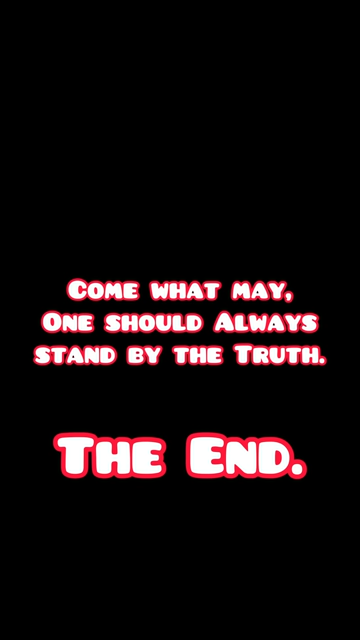 Come what may,
One should Always
stand by the Truth.
The End.